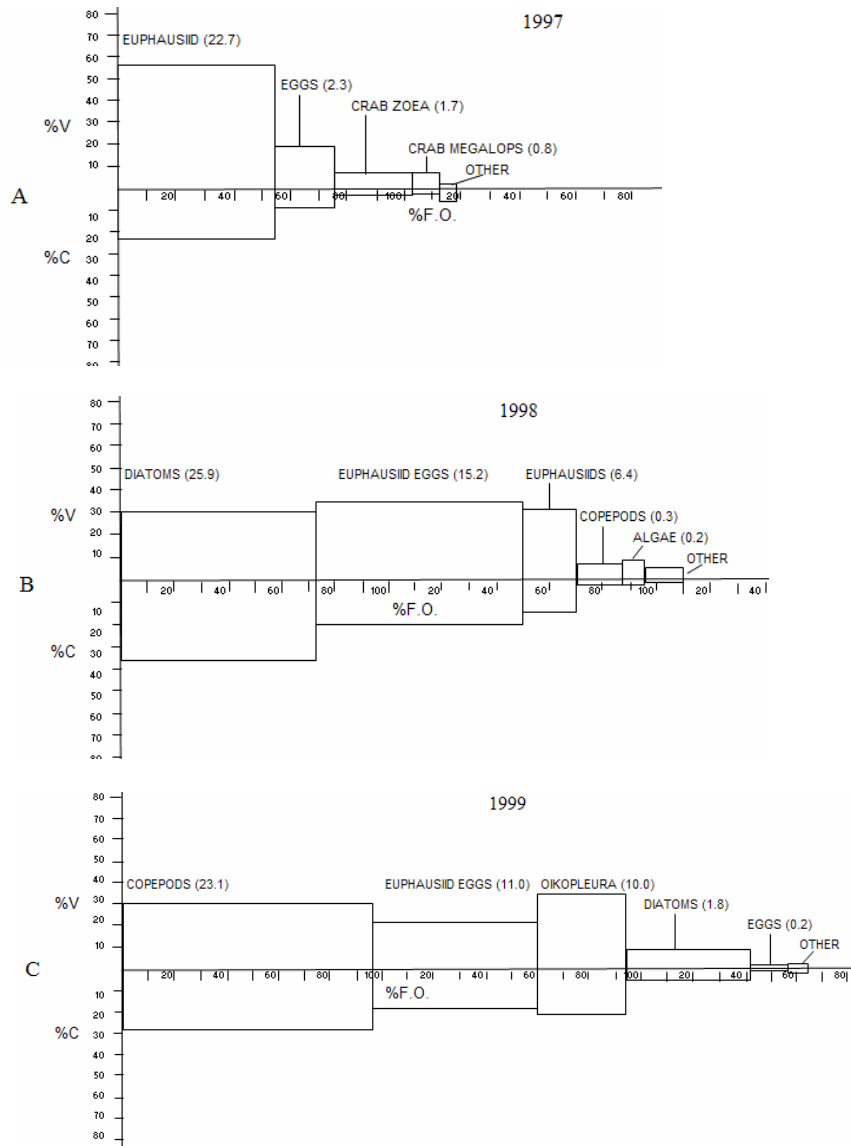 1997
80
70
EUPHAUSIID (22.7)
60
50
EGGS (2.3)
40
CRAB ZOEA (1.7)
30
%V
20
CRAB MEGALOPS (0.8)
10
OTHER
A
20 40 60 80 100 20 40 60 80
%F.O.
10
20
%C
30
40
50
60
70
80
1998
80
70
60
50
DIATOMS (25.9) EUPHAUSIID EGGS (15.2) EUPHAUSIIDS (6.4)
40
%V
30
COPEPODS (0.3)
20
ALGAE (0.2)
10
OTHER
B
20 40 60 80 100 20 40 60 80 100 20 40
%F.O.
10
20
%C
30
40
50
60
70
80
1999
80
70
60
50
40
COPEPODS (23.1) EUPHAUSIID EGGS (11.0) OIKOPLEURA (10.0)
%V
30
DIATOMS (1.8)
20
EGGS (0.2)
10
OTHER
C
20 40 60 80 100 20 40 60 80 100 20 40 60 80
%F.O.
10
20
%C
30
40
50
60
70
80